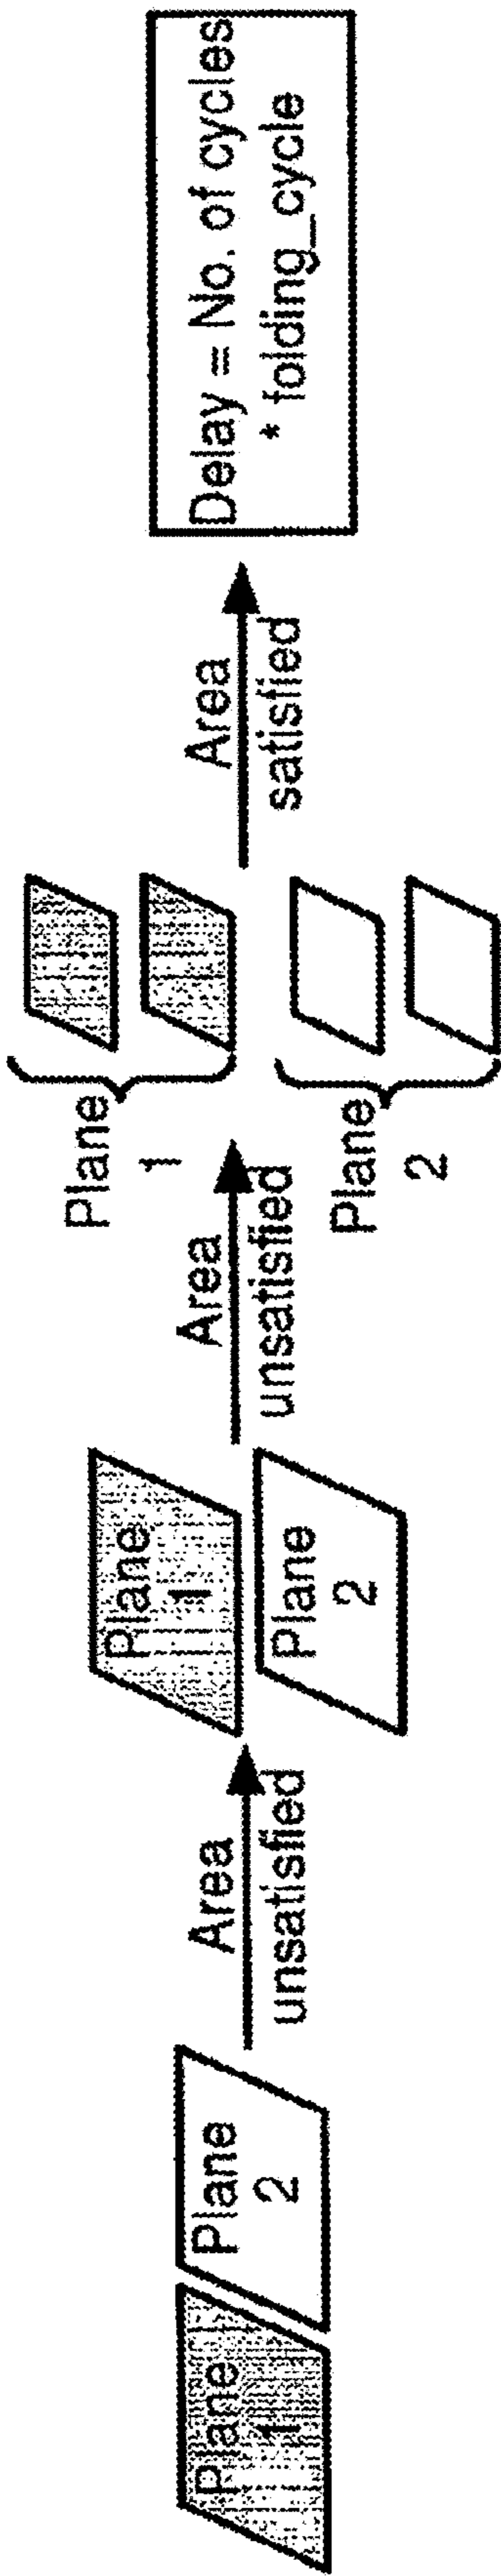 Plane
1
Plane
2
Area
unsatisfied
Plane
1
Plane
2
Area
unsatisfied
Plane
1
Plane
2
Area
satisfied
Delay = No. of cycles
* folding_cycle